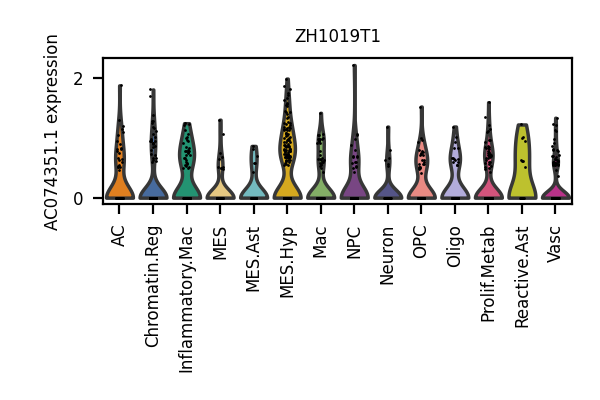 ZH1019T1
AC074351.1 expression
2
0
AC
Chromatin.Reg
Inflammatory.Mac
MES
MES.Ast
MES.Hyp
Mac
NPC
Neuron
OPC
Oligo
Prolif.Metab
Reactive.Ast
Vasc